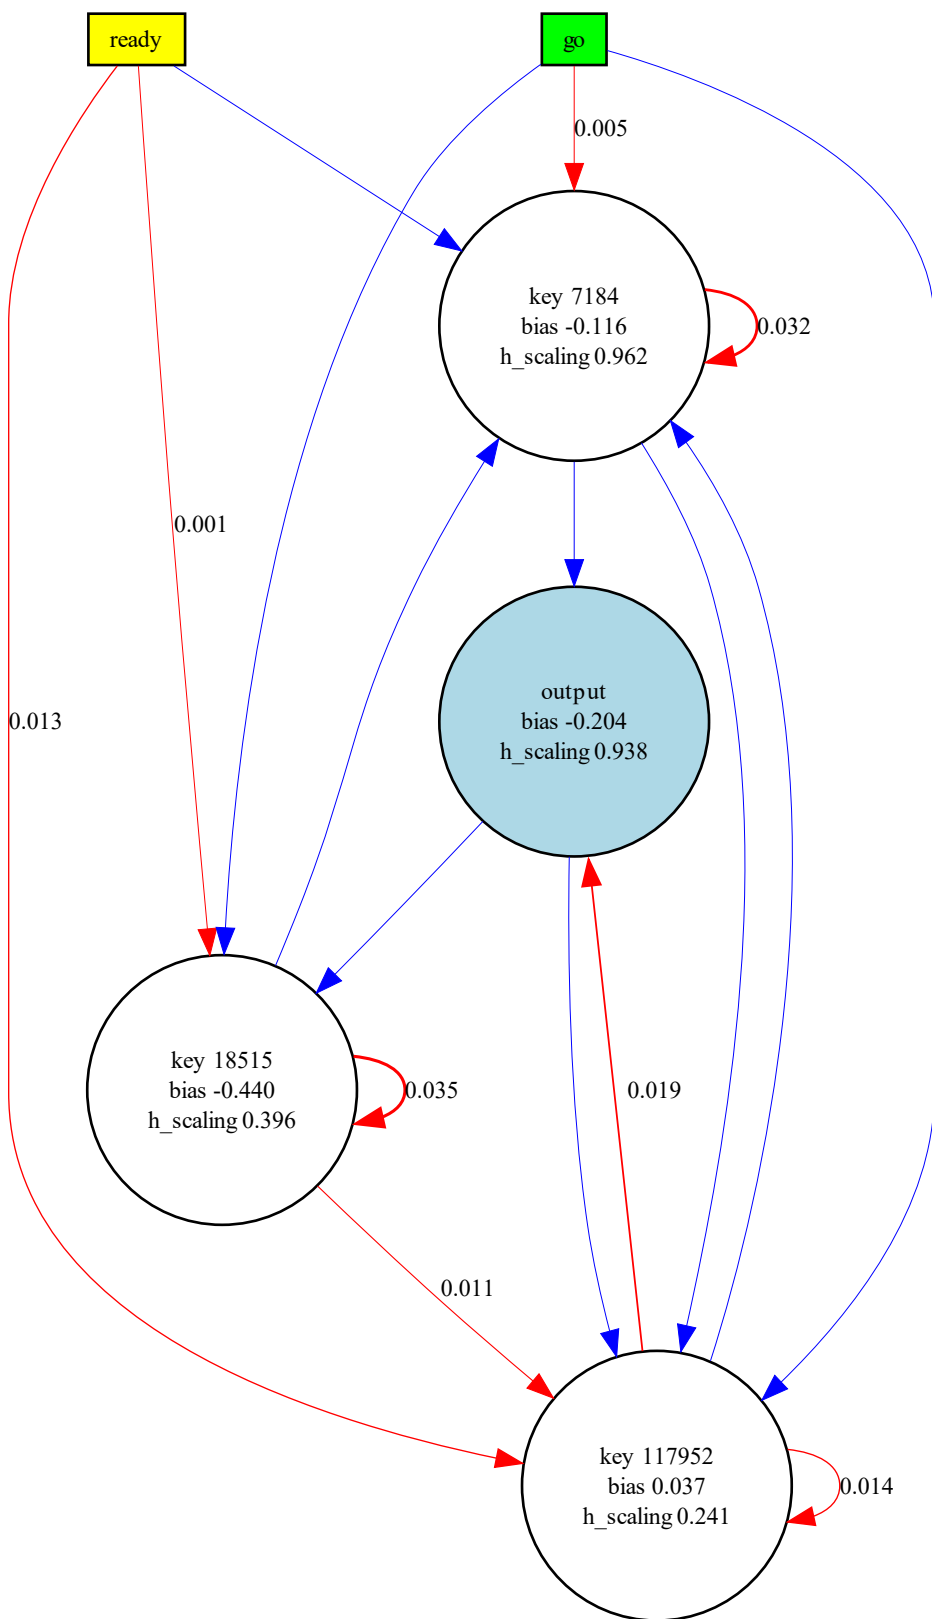 ready
go
0.005
key 7184
bias -0.116
h_scaling 0.962
0.032
0.001
output
bias -0.204
h_scaling 0.938
0.013
key 18515
bias -0.440
h_scaling 0.396
0.035
0.019
0.011
key 117952
bias 0.037
h_scaling 0.241
0.014